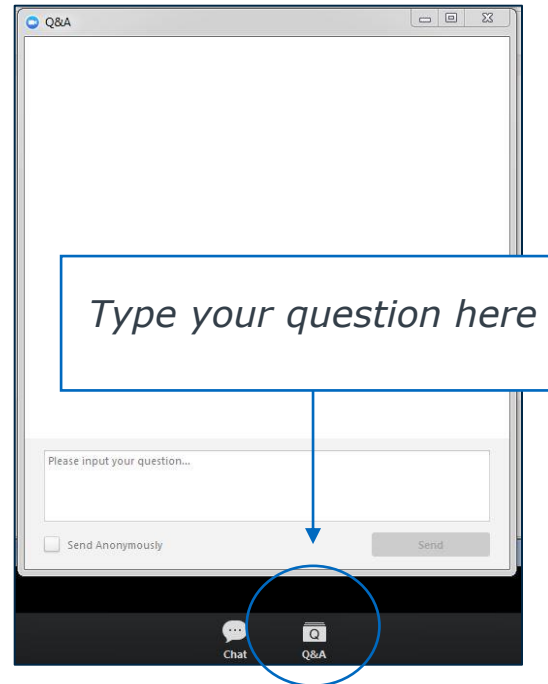 Q&A
Type your question here
Please input your question...
Send Anonymously
Send
Chat
Q
Q&A